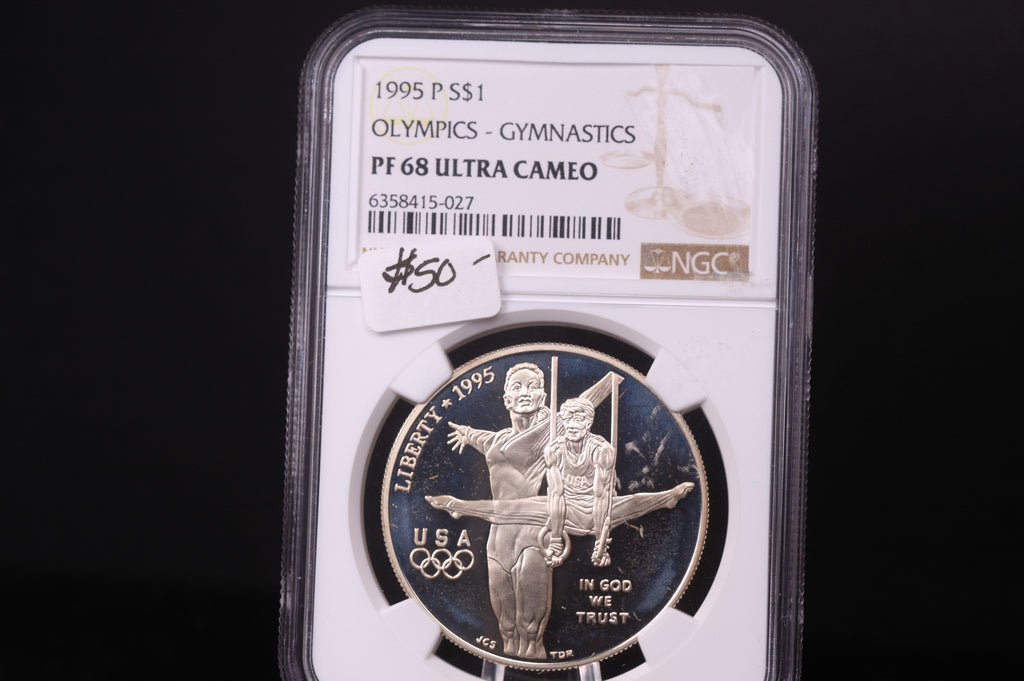 1995 P S$1
OLYMPICS - GYMNASTICS
PF 68 ULTRA CAMEO
6358415-027
RANTY COMPANY
NGC®
#50 -
LIBERTY ★ 1995
USA
USA
IN GOD
WE
TRUST
JCS
TDR